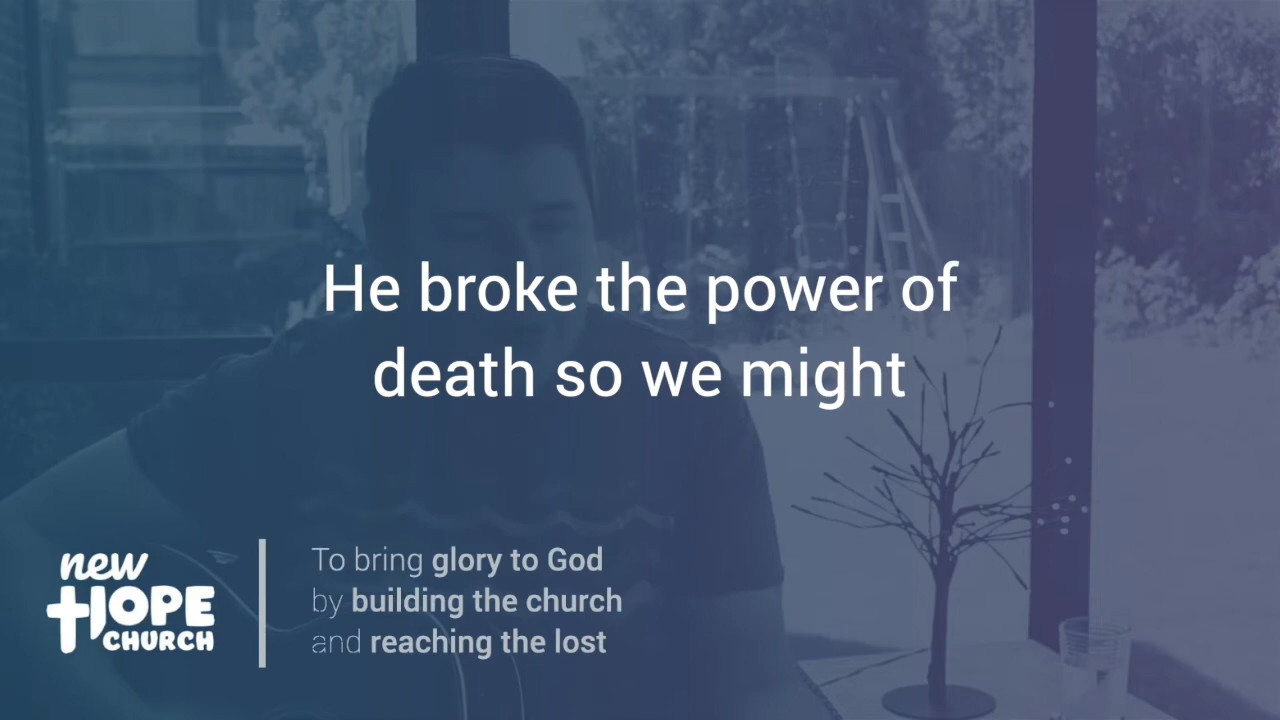 He broke the power of
death so we might
new
HOPE
CHURCH
To bring glory to God
by building the church
and reaching the lost